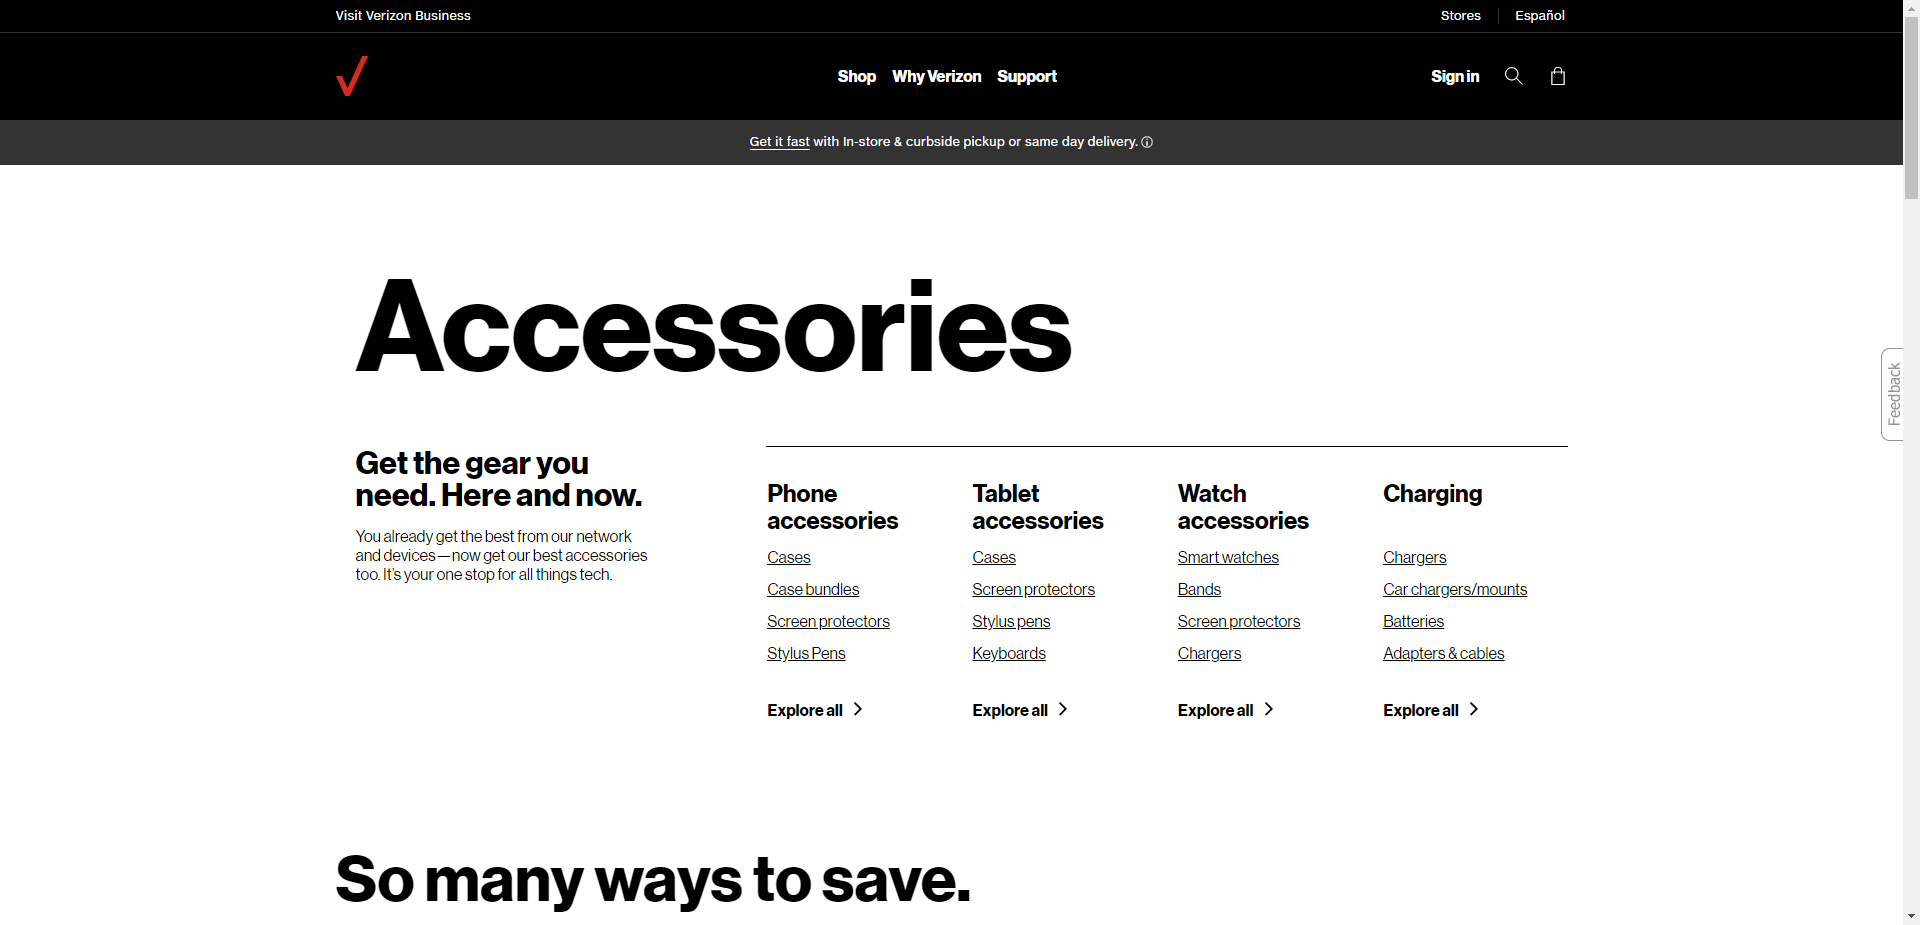 Visit Verizon Business
Stores
Español
Shop
Why Verizon
Support
Sign in
Get it fast with In-store & curbside pickup or same day delivery.
Accessories
Feedback
Get the gear you
need. Here and now.
You already get the best from our network
and devices—now get our best accessories
too. It's your one stop for all things tech.
Phone
accessories
Cases
Case bundles
Screen protectors
Stylus Pens
Explore all
Tablet
accessories
Cases
Screen protectors
Stylus pens
Keyboards
Explore all
Watch
accessories
Smart watches
Bands
Screen protectors
Chargers
Explore all
Charging
Chargers
Car chargers/mounts
Batteries
Adapters & cables
Explore all
So many ways to save.